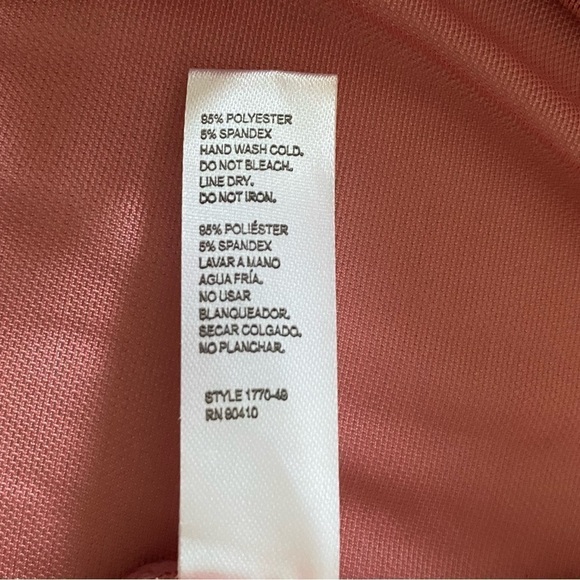 95% POLYESTER
5% SPANDEX
HAND WASH COLD.
DO NOT BLEACH.
LINE DRY.
DO NOT IRON.
95% POLIÉSTER
5% SPANDEX
LAVAR A MANO
AGUA FRÍA.
NO USAR
BLANQUEADOR.
SECAR COLGADO.
NO PLANCHAR.
STYLE 1770-49
RN 90410